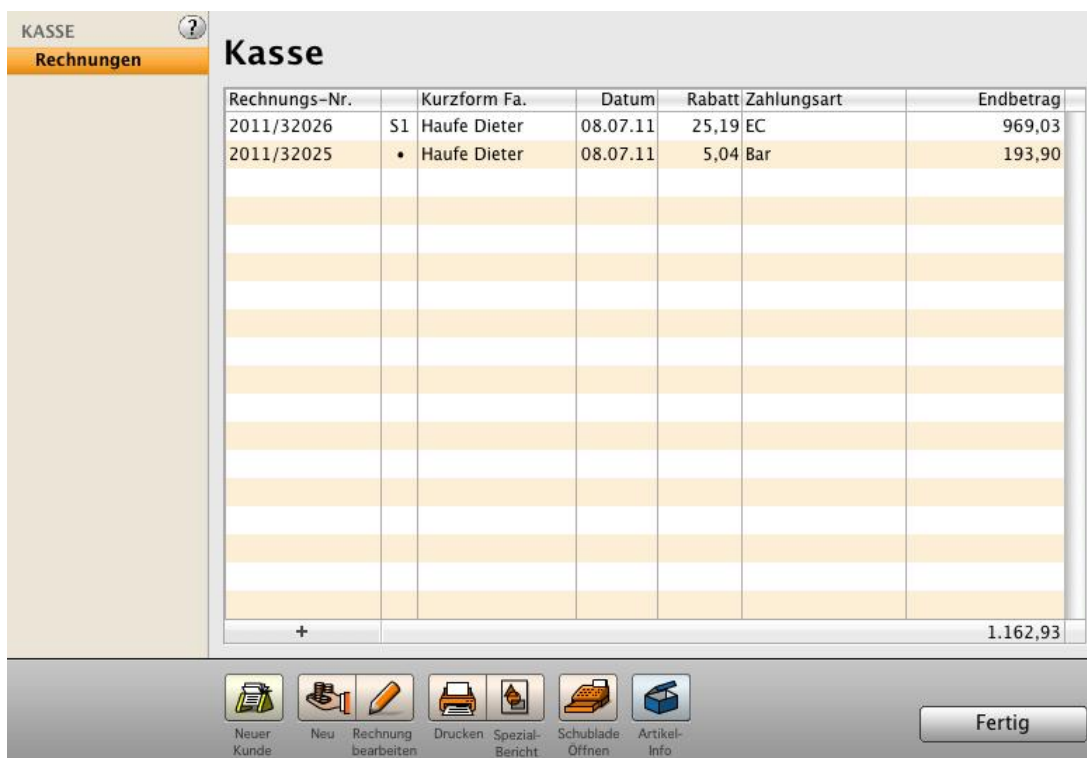 KASSE ?
Rechnungen
Kasse
Rechnungs-Nr. Kurzform Fa. Datum Rabatt Zahlungsart Endbetrag
2011/32026 S1 Haufe Dieter 08.07.11 25,19 EC 969,03
2011/32025 • Haufe Dieter 08.07.11 5,04 Bar 193,90
+ 1.162,93
Neuer Neu Rechnung Drucken Spezial- Schublade Artikel-
Kunde bearbeiten Bericht Öffnen Info
Fertig